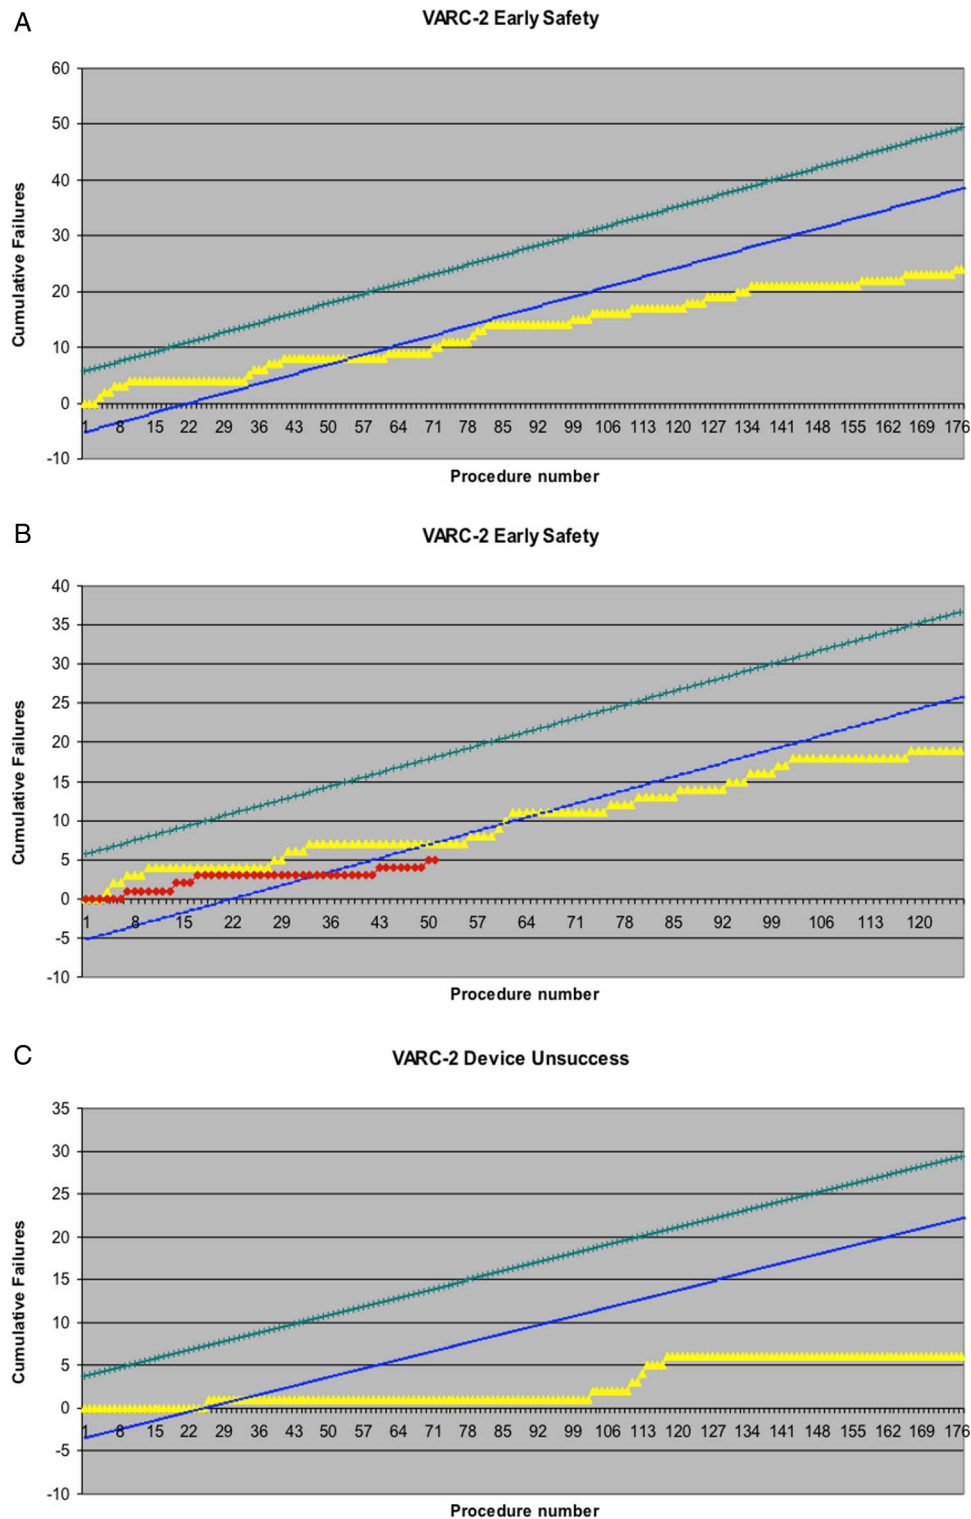 A
VARC-2 Early Safety
60
50
40
30
20
10
0
-10
Cumulative Failures
1 8 15 22 29 36 43 50 57 64 71 78 85 92 99 106 113 120 127 134 141 148 155 162 169 176
Procedure number
B
VARC-2 Early Safety
40
35
30
25
20
15
10
5
0
-5
-10
Cumulative Failures
1 8 15 22 29 36 43 50 57 64 71 78 85 92 99 106 113 120
Procedure number
C
VARC-2 Device Unsuccess
35
30
25
20
15
10
5
0
-5
-10
Cumulative Failures
1 8 15 22 29 36 43 50 57 64 71 78 85 92 99 106 113 120 127 134 141 148 155 162 169 176
Procedure number